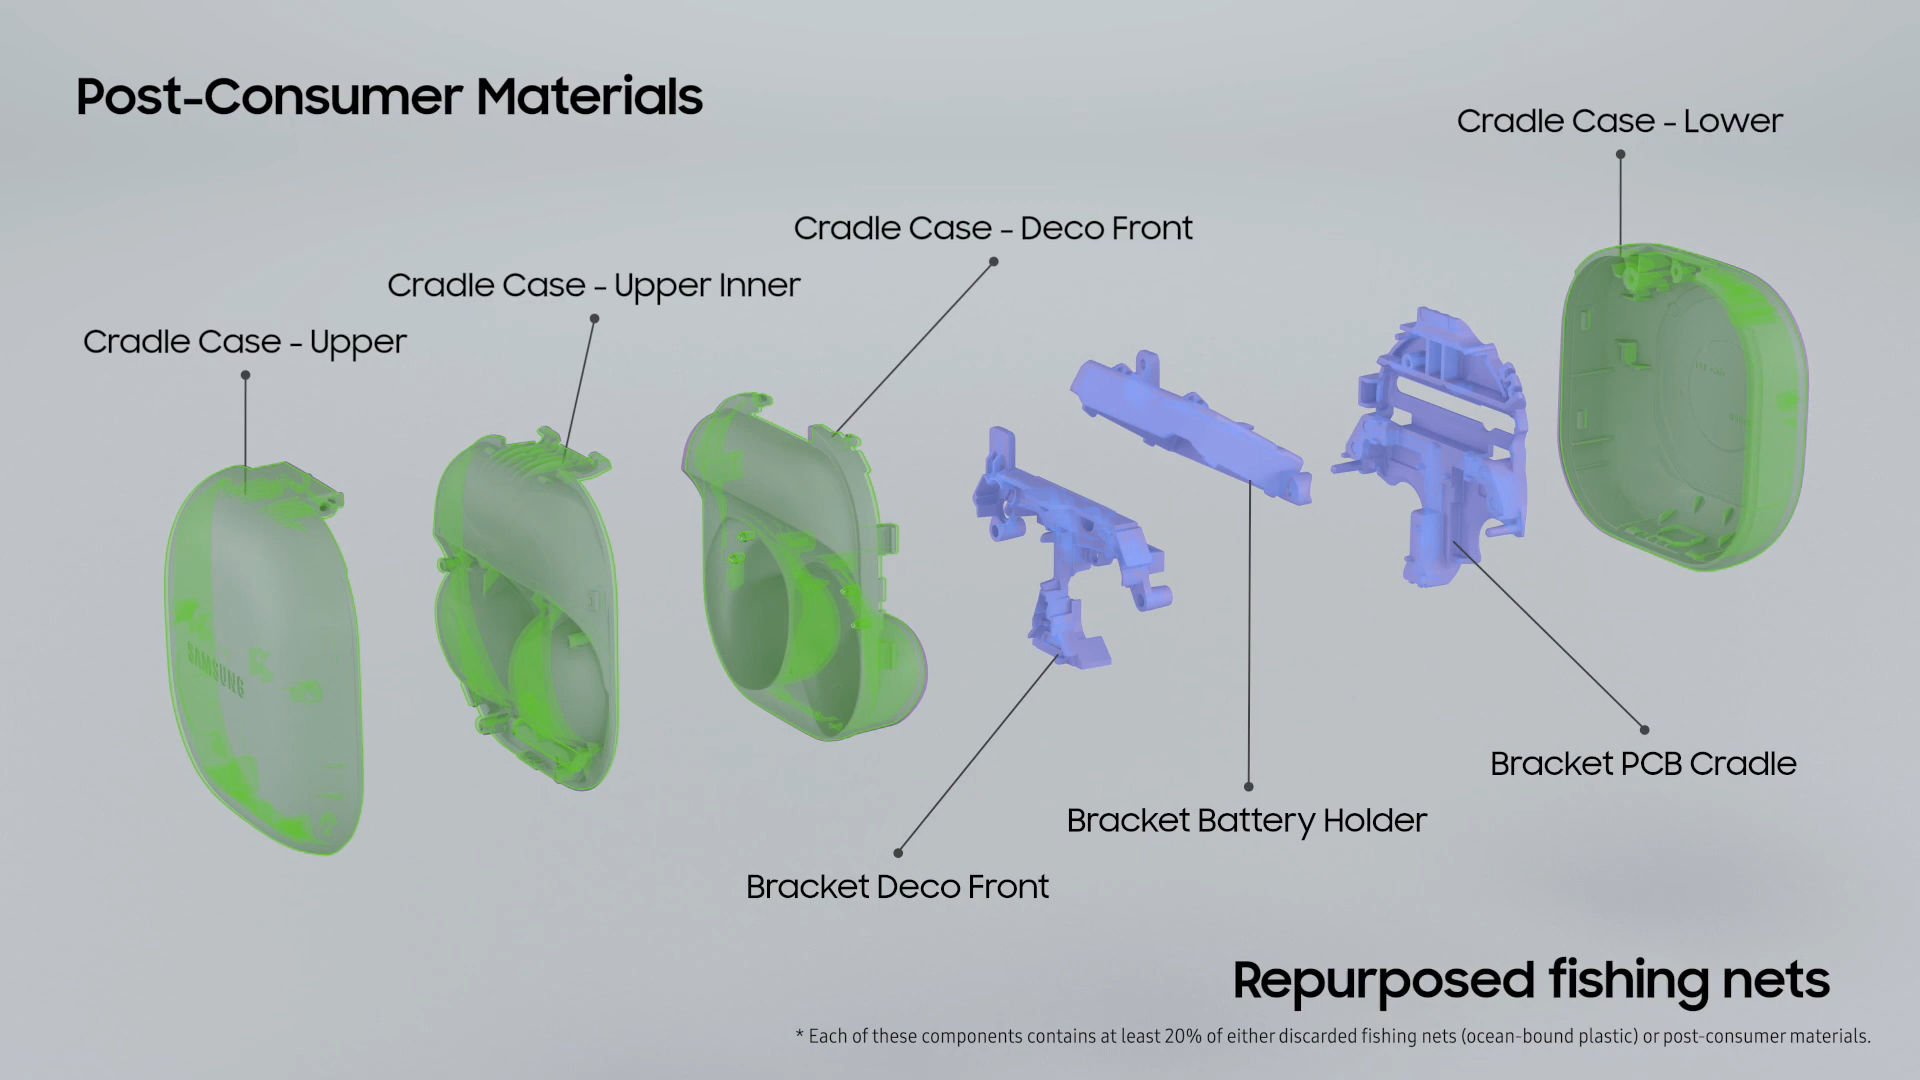 Post-Consumer Materials
Cradle Case - Lower
Cradle Case - Deco Front
Cradle Case - Upper Inner
Cradle Case - Upper
SAMSUNG
Bracket PCB Cradle
Bracket Battery Holder
Bracket Deco Front
Repurposed fishing nets
* Each of these components contains at least 20% of either discarded fishing nets (ocean-bound plastic) or post-consumer materials.